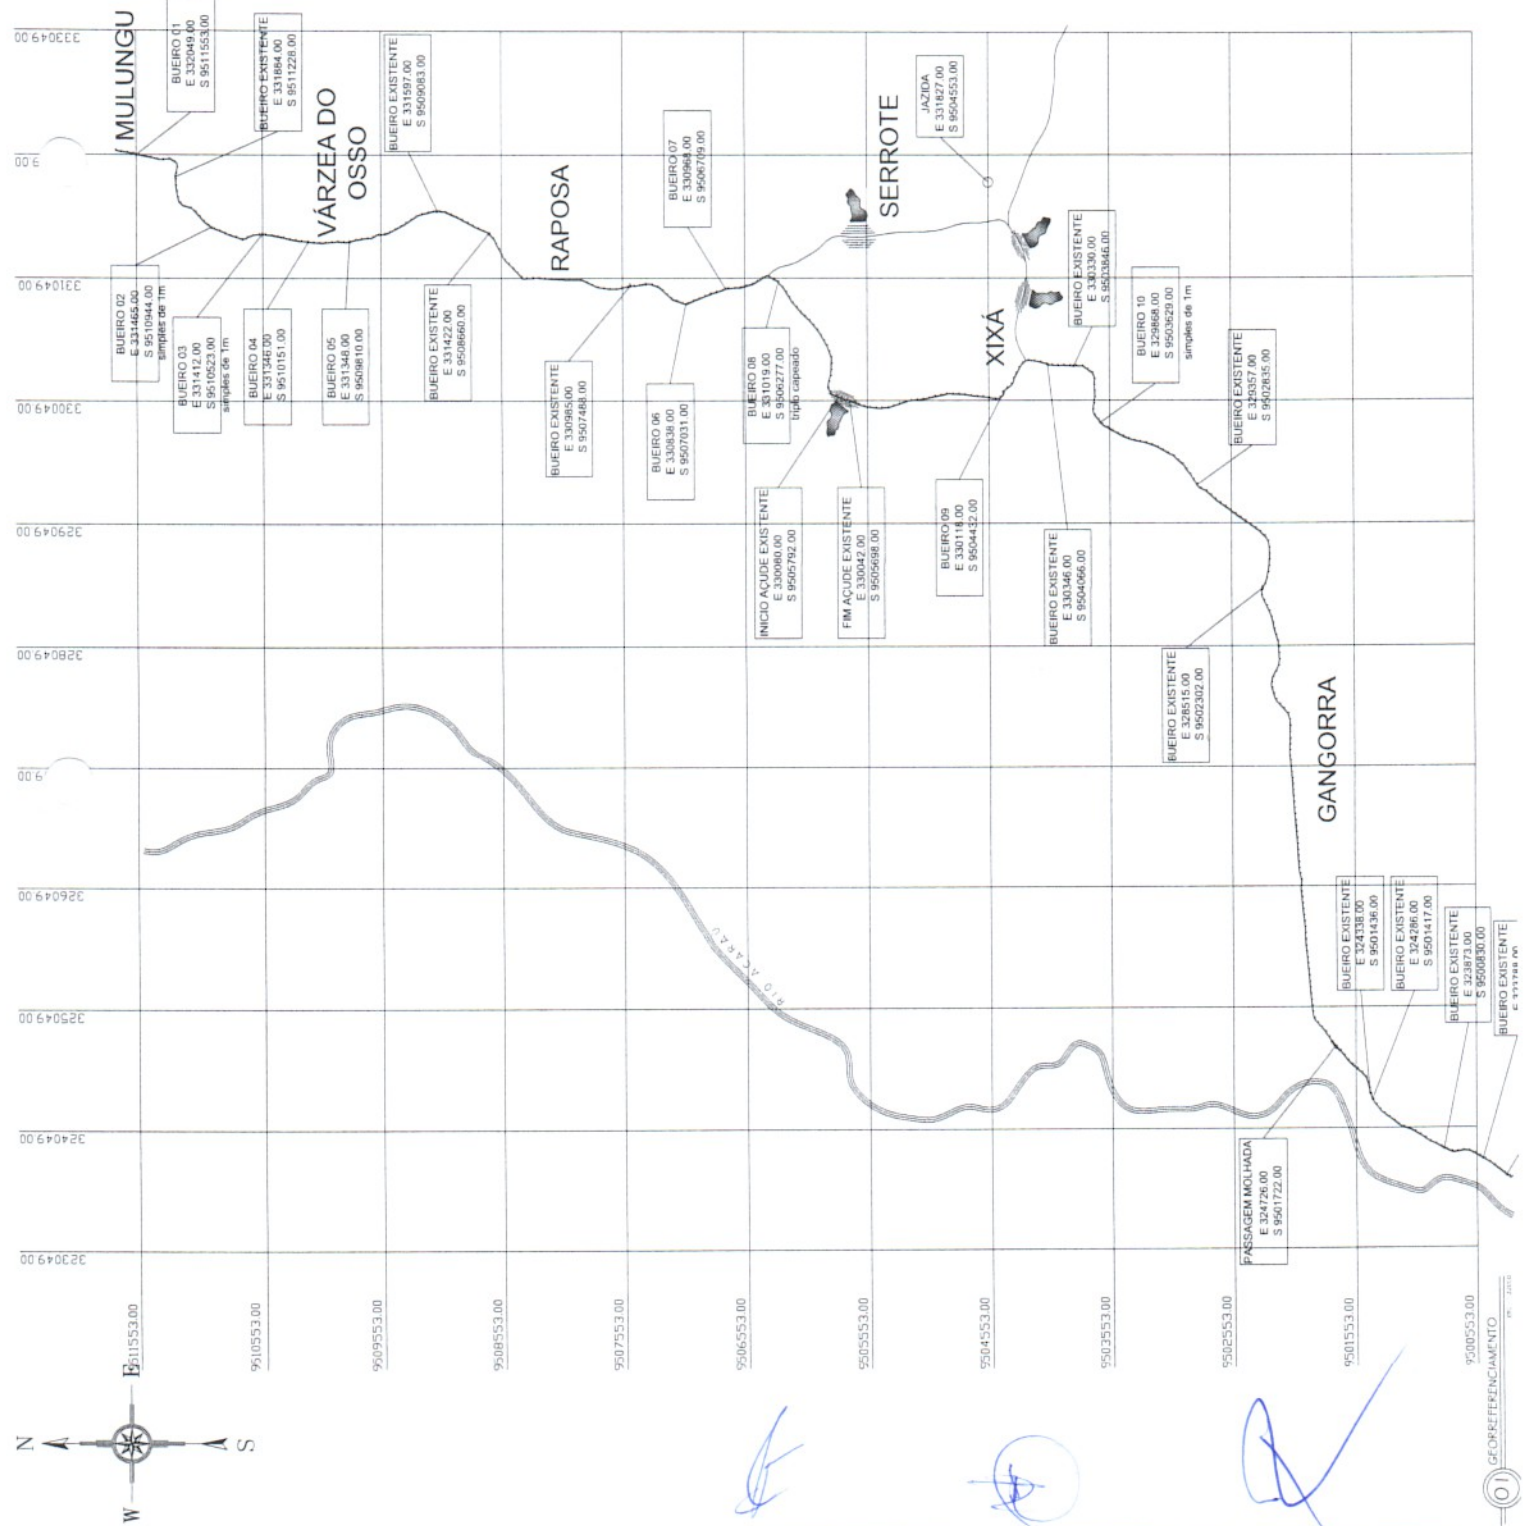 N
W
E
S
333049.00
9.00
331049.00
330049.00
329049.00
328049.00
9.00
326049.00
325049.00
324049.00
323049.00
9511553.00
9510553.00
9509553.00
9508553.00
9507553.00
9506553.00
9505553.00
9504553.00
9503553.00
9502553.00
9501553.00
9500553.00
MULUNGU
BUEIRO 01
E 332049.00
S 9511553.00
BUEIRO EXISTENTE
E 331884.00
S 9511228.00
BUEIRO 02
E 331465.00
S 9510944.00
simples de 1m
BUEIRO 03
E 331412.00
S 9510523.00
simples de 1m
VÁRZEA DO
OSSO
BUEIRO 04
E 331346.00
S 9510151.00
BUEIRO 05
E 331348.00
S 9509810.00
BUEIRO EXISTENTE
E 331597.00
S 9509083.00
BUEIRO EXISTENTE
E 331422.00
S 9508660.00
RAPOSA
BUEIRO EXISTENTE
E 330985.00
S 9507488.00
BUEIRO 06
E 330838.00
S 9507031.00
BUEIRO 07
E 330968.00
S 9506709.00
BUEIRO 08
E 331019.00
S 9506277.00
triplo capeado
INICIO AÇUDE EXISTENTE
E 330080.00
S 9505792.00
FIM AÇUDE EXISTENTE
E 330042.00
S 9505698.00
SERROTE
JAZIDA
E 331827.00
S 9504553.00
BUEIRO 09
E 330118.00
S 9504432.00
XIXÁ
BUEIRO EXISTENTE
E 330346.00
S 9504066.00
BUEIRO EXISTENTE
E 330330.00
S 9503846.00
BUEIRO 10
E 329868.00
S 9503629.00
simples de 1m
BUEIRO EXISTENTE
E 329357.00
S 9502835.00
BUEIRO EXISTENTE
E 328515.00
S 9502302.00
GANGORRA
RIO ACARAU
PASSAGEM MOLHADA
E 324726.00
S 9501722.00
BUEIRO EXISTENTE
E 324338.00
S 9501436.00
BUEIRO EXISTENTE
E 324286.00
S 9501417.00
BUEIRO EXISTENTE
E 323873.00
S 9500830.00
BUEIRO EXISTENTE
01
GEORREFERENCIAMENTO